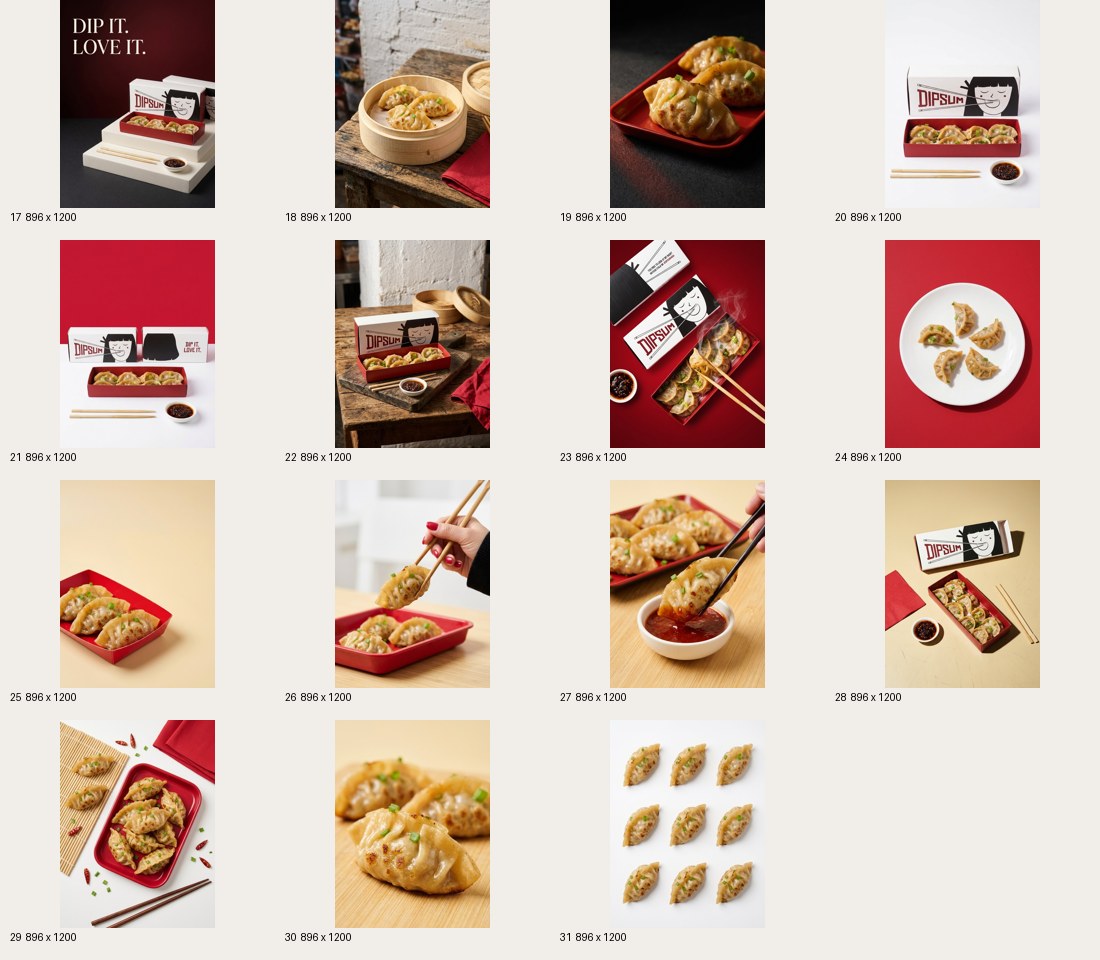 DIP IT.
LOVE IT.
DIPSUM
17 896 x 1200
18 896 x 1200
19 896 x 1200
DIPSUM
20 896 x 1200
DIPSUM
DIP IT.
LOVE IT.
21 896 x 1200
DIPSUM
22 896 x 1200
DIPSUM
23 896 x 1200
24 896 x 1200
25 896 x 1200
26 896 x 1200
27 896 x 1200
DIPSUM
28 896 x 1200
29 896 x 1200
30 896 x 1200
31 896 x 1200